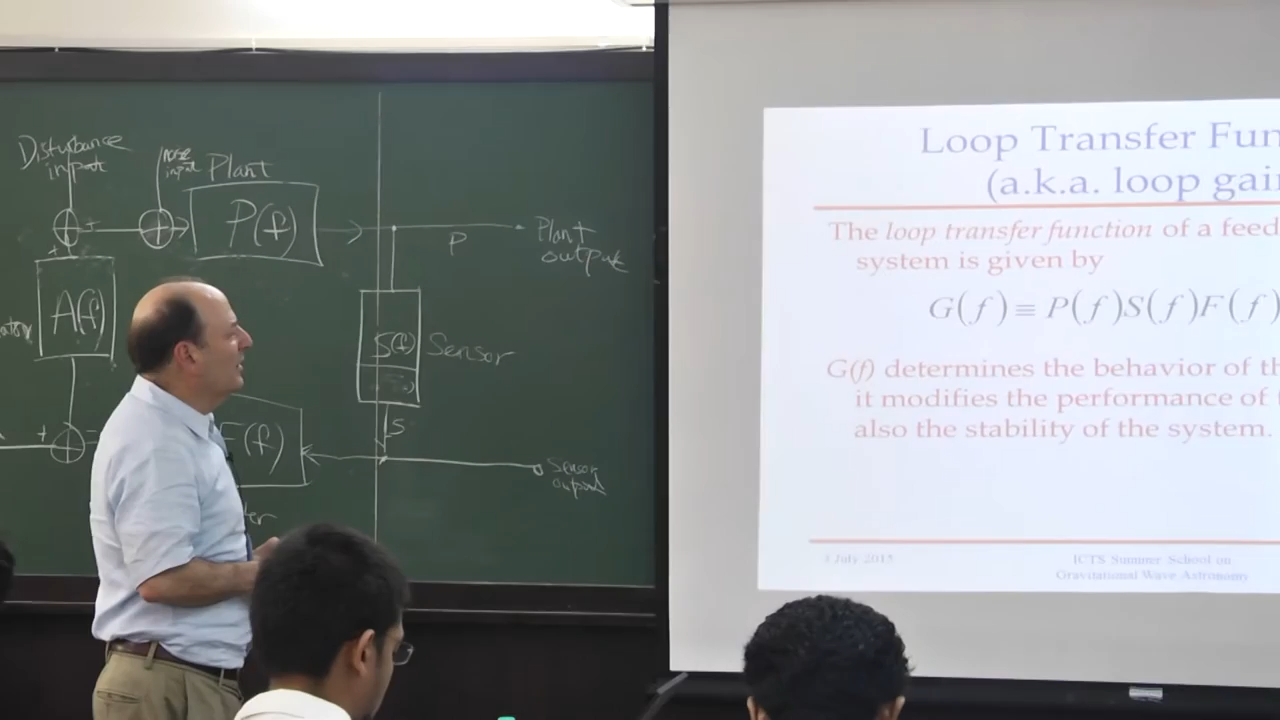 Disturbance
input
noise
input
Plant
P(f)
P
Plant
output
+
+
A(f)
S(f)
Sensor
S
+
F(f)
Sensor
output
Loop Transfer Fun
(a.k.a. loop gai
The loop transfer function of a feed
system is given by
G(f) ≡ P(f)S(f)F(f)
G(f) determines the behavior of th
it modifies the performance of
also the stability of the system.
July 2015
ICTS Summer School on
Gravitational Wave Astronomy